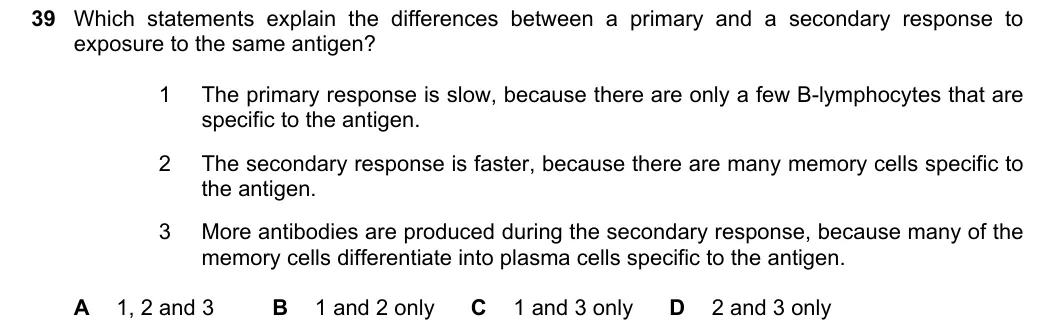 39 Which statements explain the differences between a primary and a secondary response to
exposure to the same antigen?
1 The primary response is slow, because there are only a few B-lymphocytes that are
specific to the antigen.
2 The secondary response is faster, because there are many memory cells specific to
the antigen.
3 More antibodies are produced during the secondary response, because many of the
memory cells differentiate into plasma cells specific to the antigen.
A 1, 2 and 3 B 1 and 2 only C 1 and 3 only D 2 and 3 only